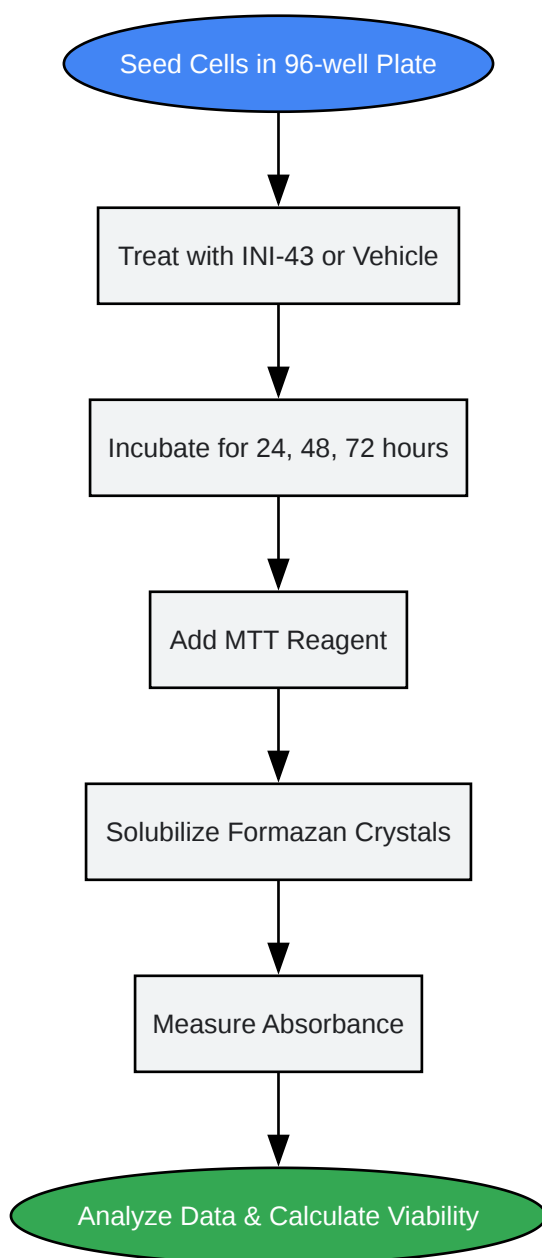 Seed Cells in 96-well Plate
Treat with INI-43 or Vehicle
Incubate for 24, 48, 72 hours
Add MTT Reagent
Solubilize Formazan Crystals
Measure Absorbance
Analyze Data & Calculate Viability